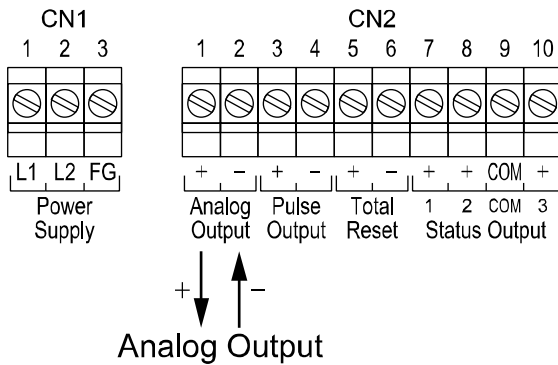 CN1 CN2
1 2 3 1 2 3 4 5 6 7 8 9 10
L1 L2 FG + − + − + − + + COM +
Power Analog Pulse Total 1 2 COM 3
Supply Output Output Reset Status Output
+ −
Analog Output